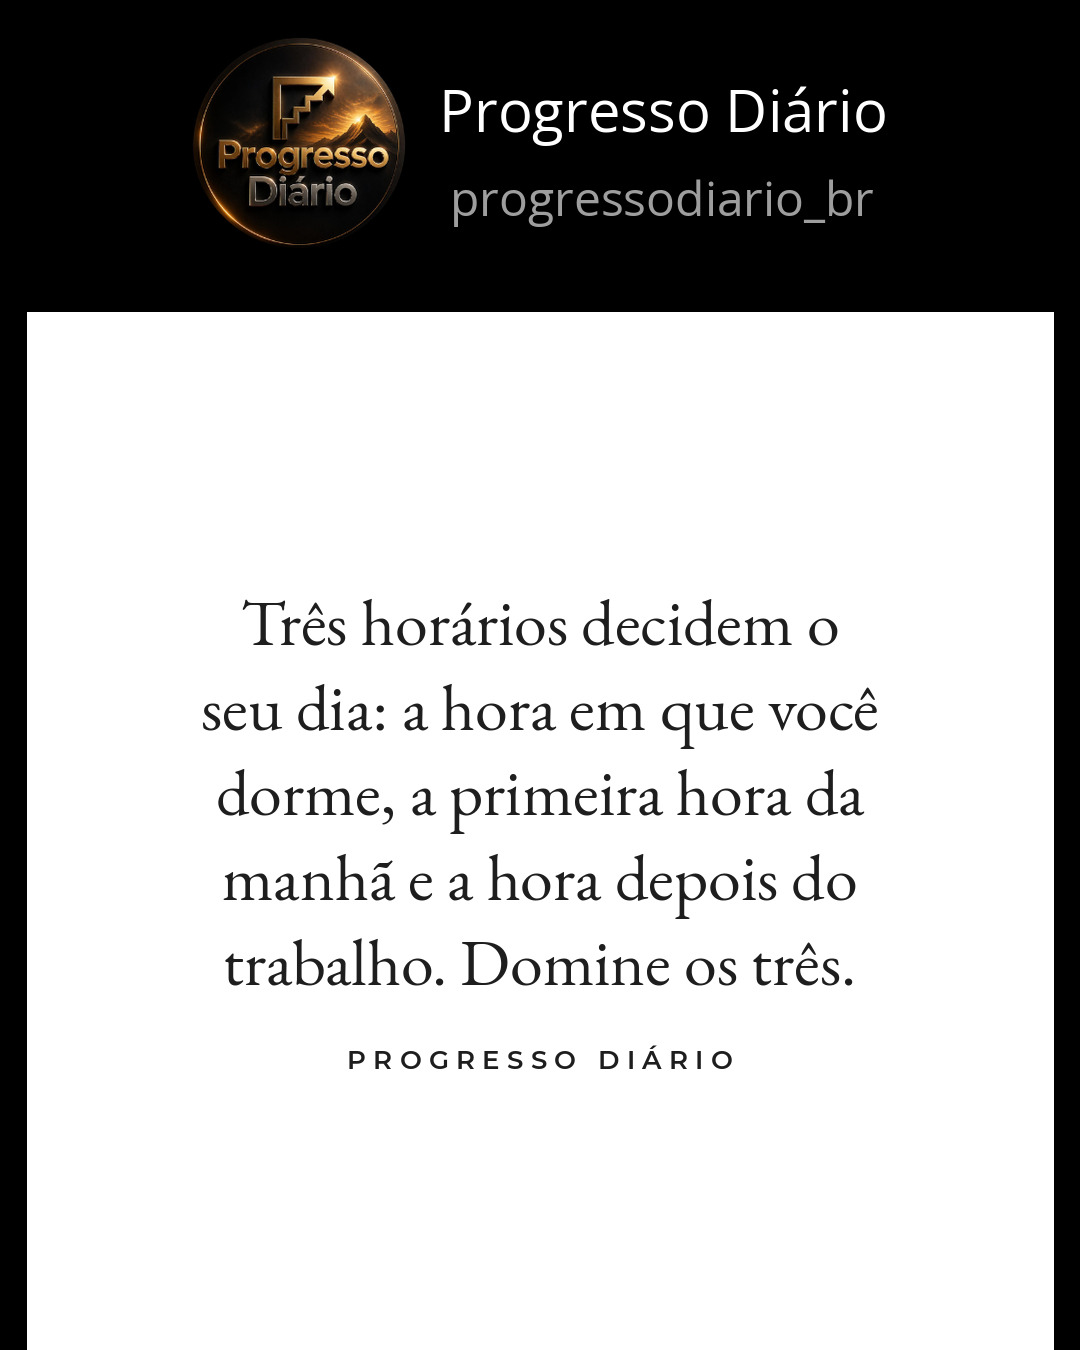 Progresso
Diário
Progresso Diário
progressodiario_br
Três horários decidem o
seu dia: a hora em que você
dorme, a primeira hora da
manhã e a hora depois do
trabalho. Domine os três.
PROGRESSO DIÁRIO